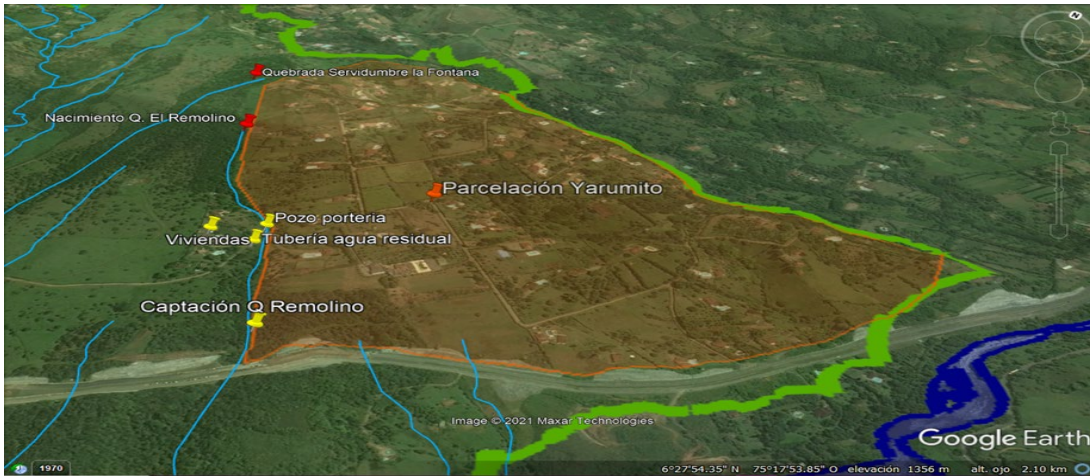 N
Quebrada Servidumbre la Fontana
Nacimiento Q. El Remolino
Parcelación Yarumito
Pozo porteria
Viviendas
Tubería agua residual
Captación Q Remolino
Image © 2021 Maxar Technologies
Google Earth
1970
6°27'54.35" N 75°17'53.85" O elevación 1356 m alt. ojo 2.10 km